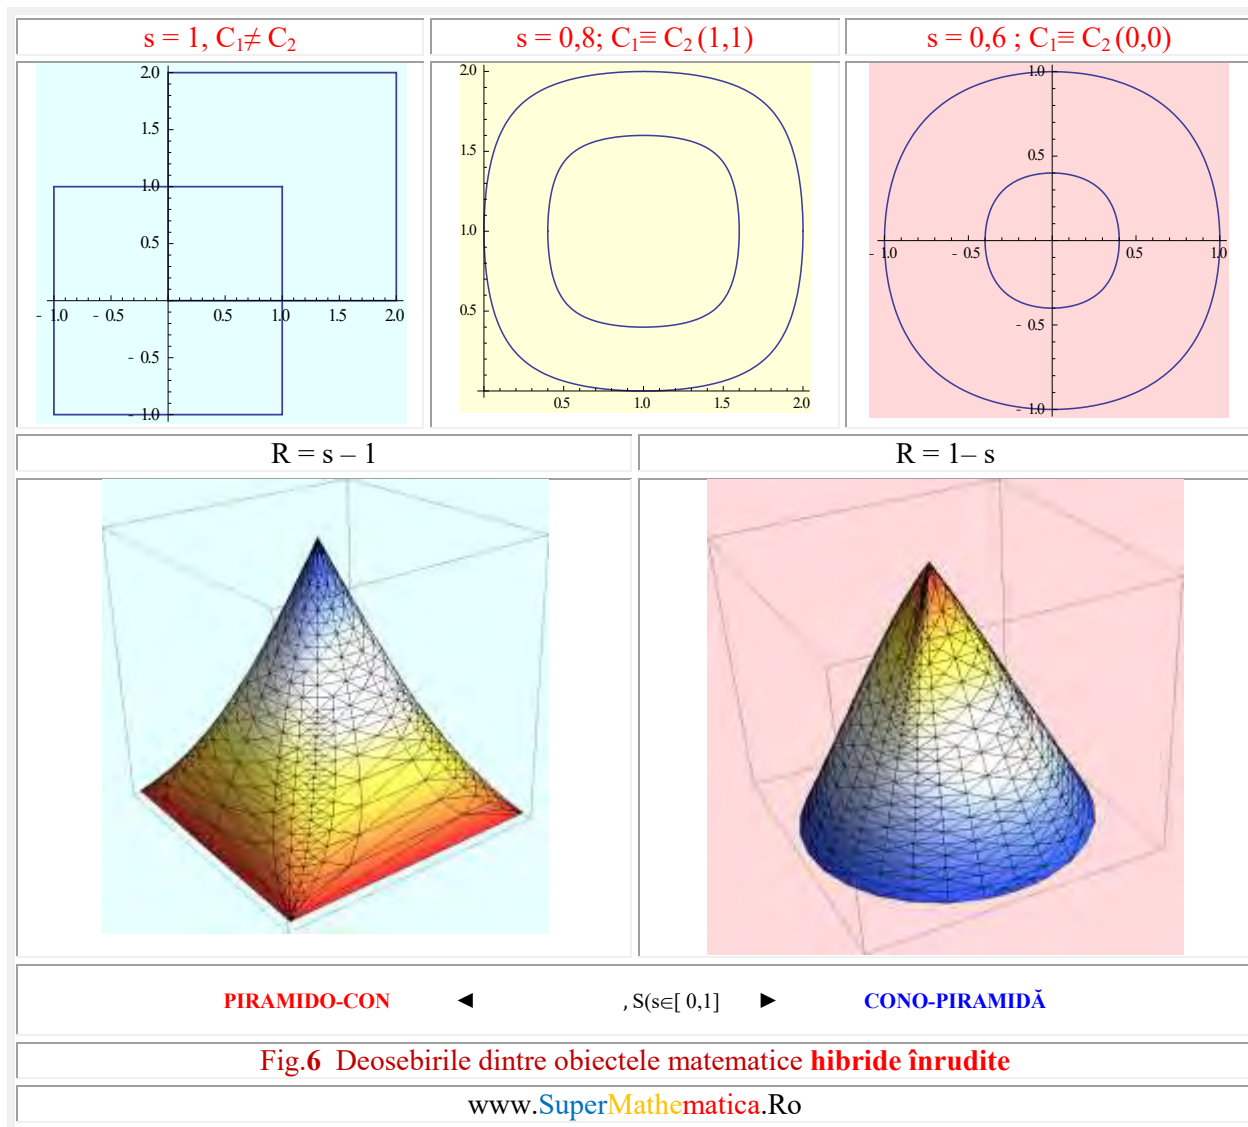 s = 1, C₁≠ C₂
s = 0,8; C₁≡ C₂ (1,1)
s = 0,6 ; C₁≡ C₂ (0,0)
2.0
1.5
1.0
0.5
- 1.0 - 0.5 0.5 1.0 1.5 2.0
- 0.5
- 1.0
2.0
1.5
1.0
0.5
0.5 1.0 1.5 2.0
1.0
0.5
- 1.0 - 0.5 0.5 1.0
- 0.5
- 1.0
R = s – 1
R = 1– s
PIRAMIDO-CON ◄ , S(s∈[ 0,1] ► CONO-PIRAMIDĂ
Fig.6 Deosebirile dintre obiectele matematice hibride înrudite
www.SuperMathematica.Ro